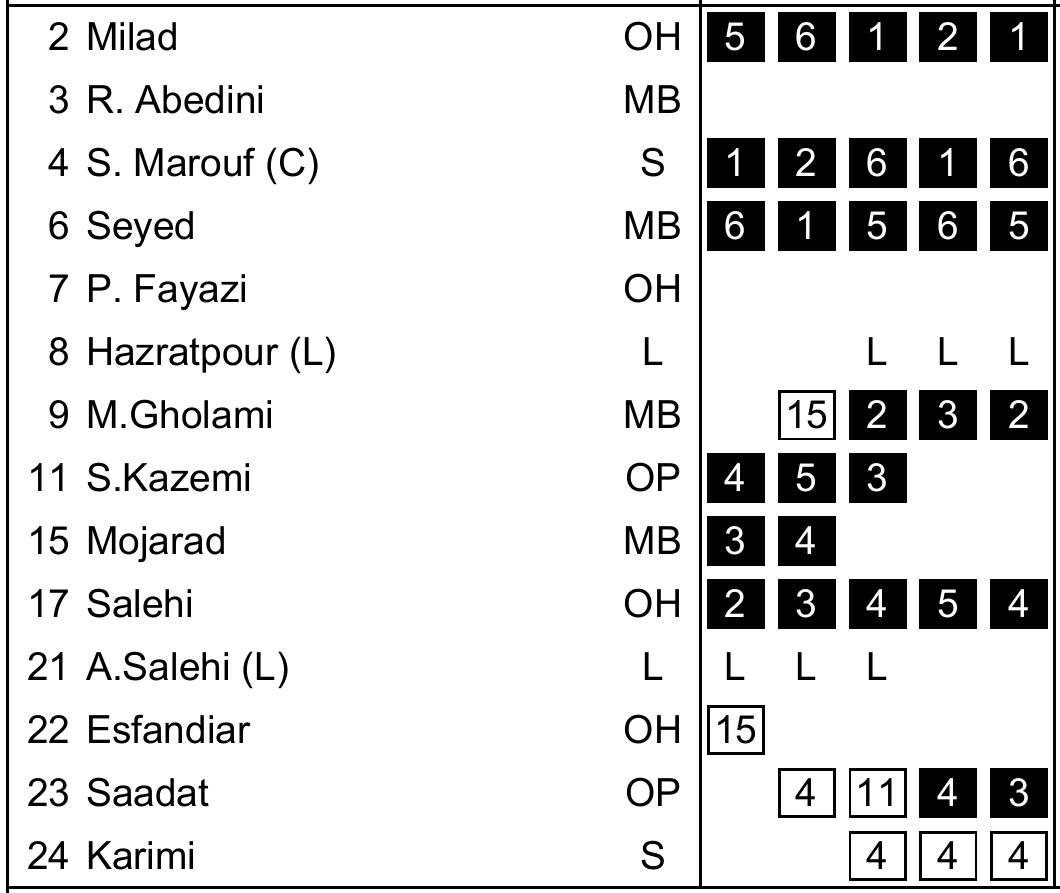 2 Milad OH 5 6 1 2 1
3 R. Abedini MB
4 S. Marouf (C) S 1 2 6 1 6
6 Seyed MB 6 1 5 6 5
7 P. Fayazi OH
8 Hazratpour (L) L L L L
9 M.Gholami MB 15 2 3 2
11 S.Kazemi OP 4 5 3
15 Mojarad MB 3 4
17 Salehi OH 2 3 4 5 4
21 A.Salehi (L) L L L L
22 Esfandiar OH 15
23 Saadat OP 4 11 4 3
24 Karimi S 4 4 4